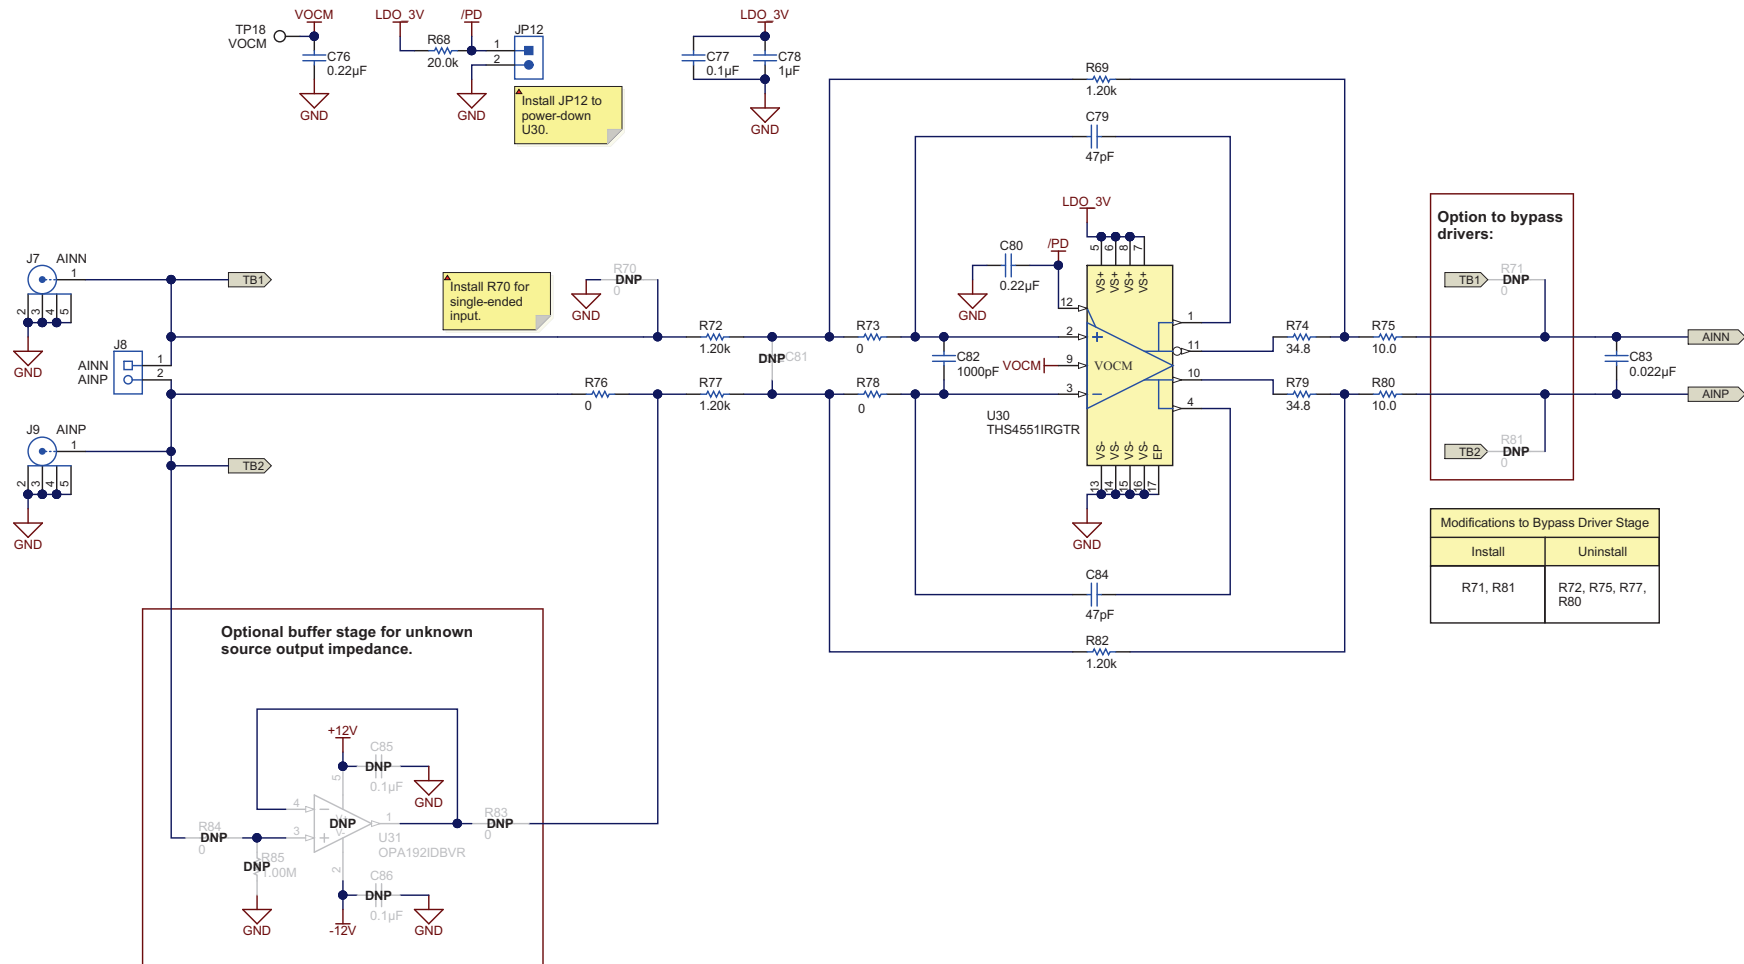 VOCM
TP18
VOCM
C76
0.22µF
GND
LDO_3V
/PD
R68
20.0k
JP12
1
2
GND
Install JP12 to
power-down
U30.
LDO_3V
C77
0.1µF
C78
1µF
GND
R69
1.20k
C79
47pF
LDO_3V
/PD
C80
0.22µF
GND
5
6
8
7
VS+
VS+
VS+
VS+
12
2
9
3
VOCM
VOCM
1
11
10
4
U30
THS4551IRGTR
VS-
VS-
VS-
VS-
EP
13
14
15
16
17
GND
J7
AINN
1
2
3
4
5
GND
TB1
Install R70 for
single-ended
input.
R70
DNP
0
GND
J8
AINN
AINP
1
2
R72
1.20k
R73
0
DNP
C81
C82
1000pF
R76
0
R77
1.20k
R78
0
R74
34.8
R75
10.0
R79
34.8
R80
10.0
Option to bypass
drivers:
TB1
R71
DNP
0
TB2
R81
DNP
0
C83
0.022µF
AINN
AINP
J9
AINP
1
2
3
4
5
GND
TB2
C84
47pF
R82
1.20k
Modifications to Bypass Driver Stage
Install
Uninstall
R71, R81
R72, R75, R77,
R80
Optional buffer stage for unknown
source output impedance.
+12V
C85
DNP
0.1µF
GND
5
4
3
1
2
DNP
U31
OPA192IDBVR
R83
DNP
0
R84
DNP
0
R85
DNP
1.00M
GND
C86
DNP
0.1µF
-12V
GND